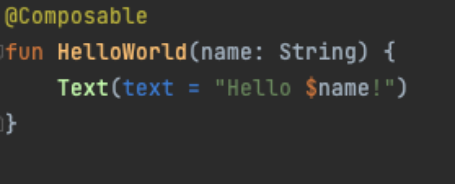 @Composable
fun HelloWorld(name: String) {
    Text(text = "Hello $name!")
}